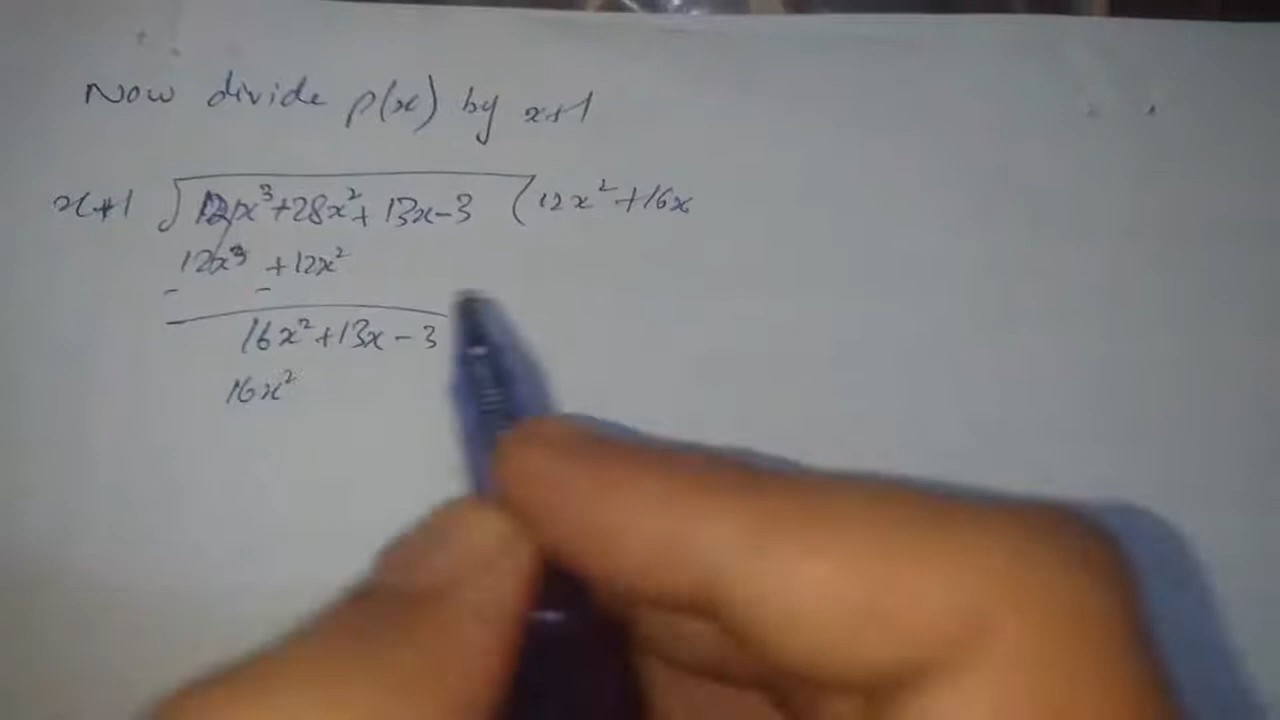 Now divide p(x) by x+1
x+1 ) 12x³+28x²+13x-3 ( 12x²+16x
12x³ +12x²
- -
16x²+13x-3
16x²